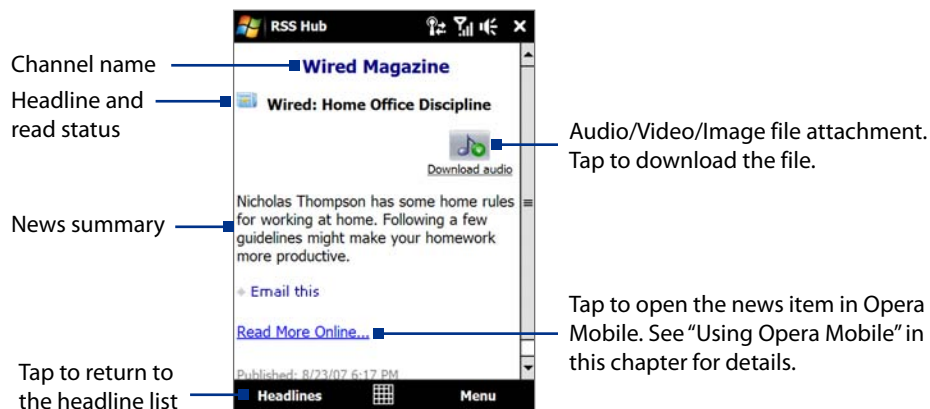 RSS Hub
Channel name
Wired Magazine
Headline and
read status
Wired: Home Office Discipline
Audio/Video/Image file attachment.
Tap to download the file.
Download audio
News summary
Nicholas Thompson has some home rules
for working at home. Following a few
guidelines might make your homework
more productive.
Email this
Read More Online...
Tap to open the news item in Opera
Mobile. See “Using Opera Mobile” in
this chapter for details.
Published: 8/23/07 6:17 PM
Tap to return to
the headline list
Headlines
Menu